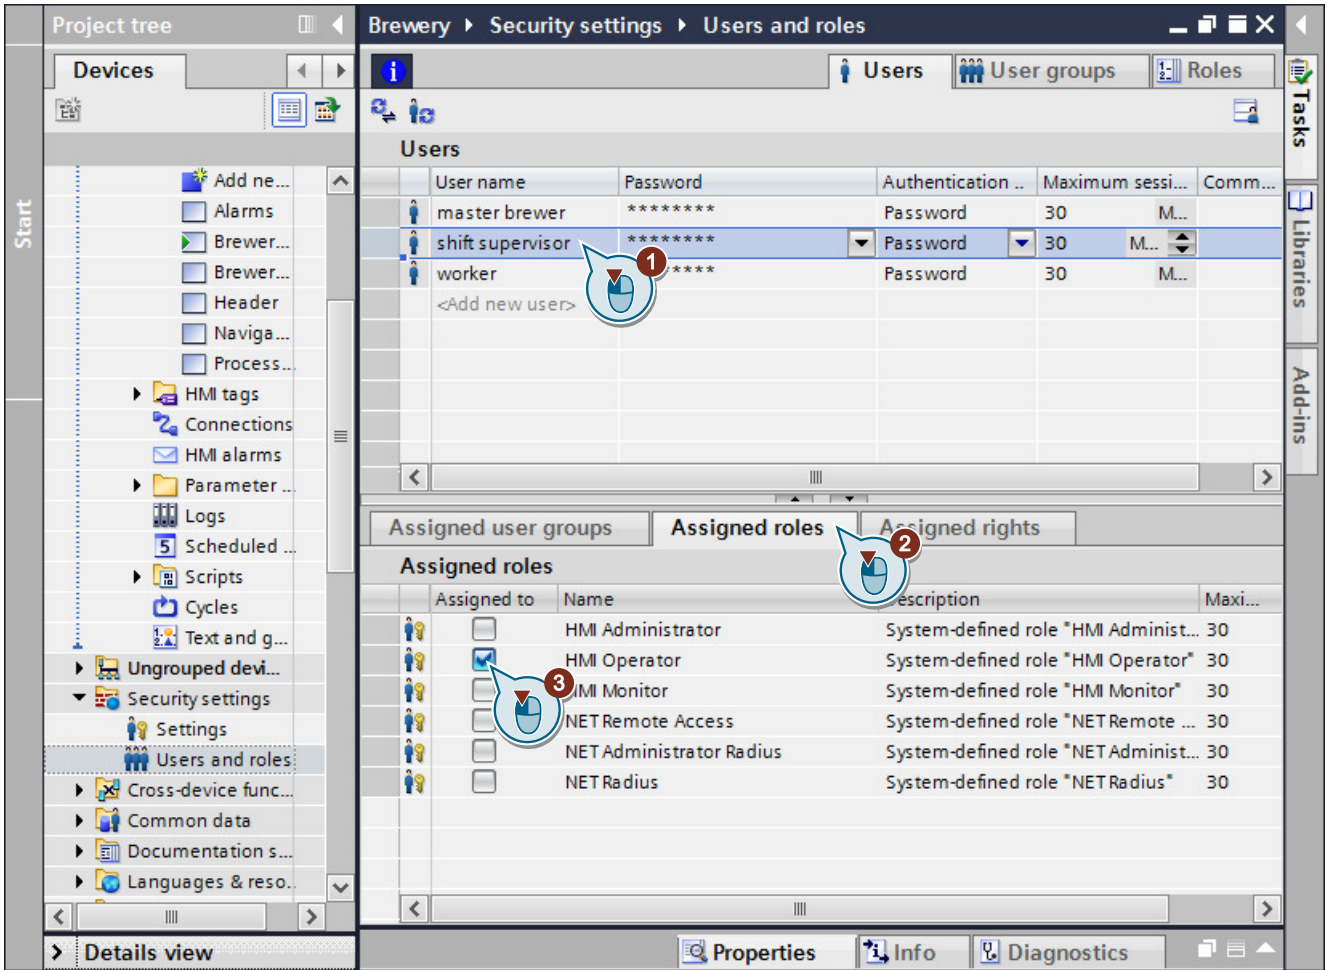 Project tree
Brewery ▸ Security settings ▸ Users and roles
Devices
Users
User groups
Roles
Start
Tasks
Libraries
Add-ins
Users
User name Password Authentication .. Maximum sessi... Comm...
master brewer ******** Password 30 M...
shift supervisor ******** Password 30 M...
worker ***** Password 30 M...
<Add new user>
1
Add ne...
Alarms
Brewer...
Brewer...
Header
Naviga...
Process...
HMI tags
Connections
HMI alarms
Parameter ...
Logs
5 Scheduled ...
Scripts
Cycles
Text and g...
Ungrouped devi...
Security settings
Settings
Users and roles
Cross-device func...
Common data
Documentation s...
Languages & reso..
Details view
Assigned user groups
Assigned roles
Assigned rights
2
Assigned roles
Assigned to Name Description Maxi...
HMI Administrator System-defined role "HMI Administ... 30
HMI Operator System-defined role "HMI Operator" 30
3
HMI Monitor System-defined role "HMI Monitor" 30
NET Remote Access System-defined role "NET Remote ... 30
NET Administrator Radius System-defined role "NET Administ... 30
NET Radius System-defined role "NET Radius" 30
Properties
Info
Diagnostics